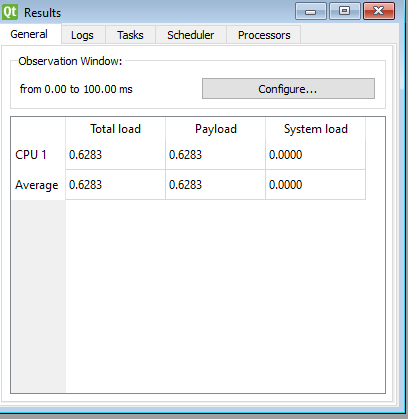 Qt Results
General Logs Tasks Scheduler Processors
Observation Window:
from 0.00 to 100.00 ms Configure...
Total load Payload System load
CPU 1 0.6283 0.6283 0.0000
Average 0.6283 0.6283 0.0000